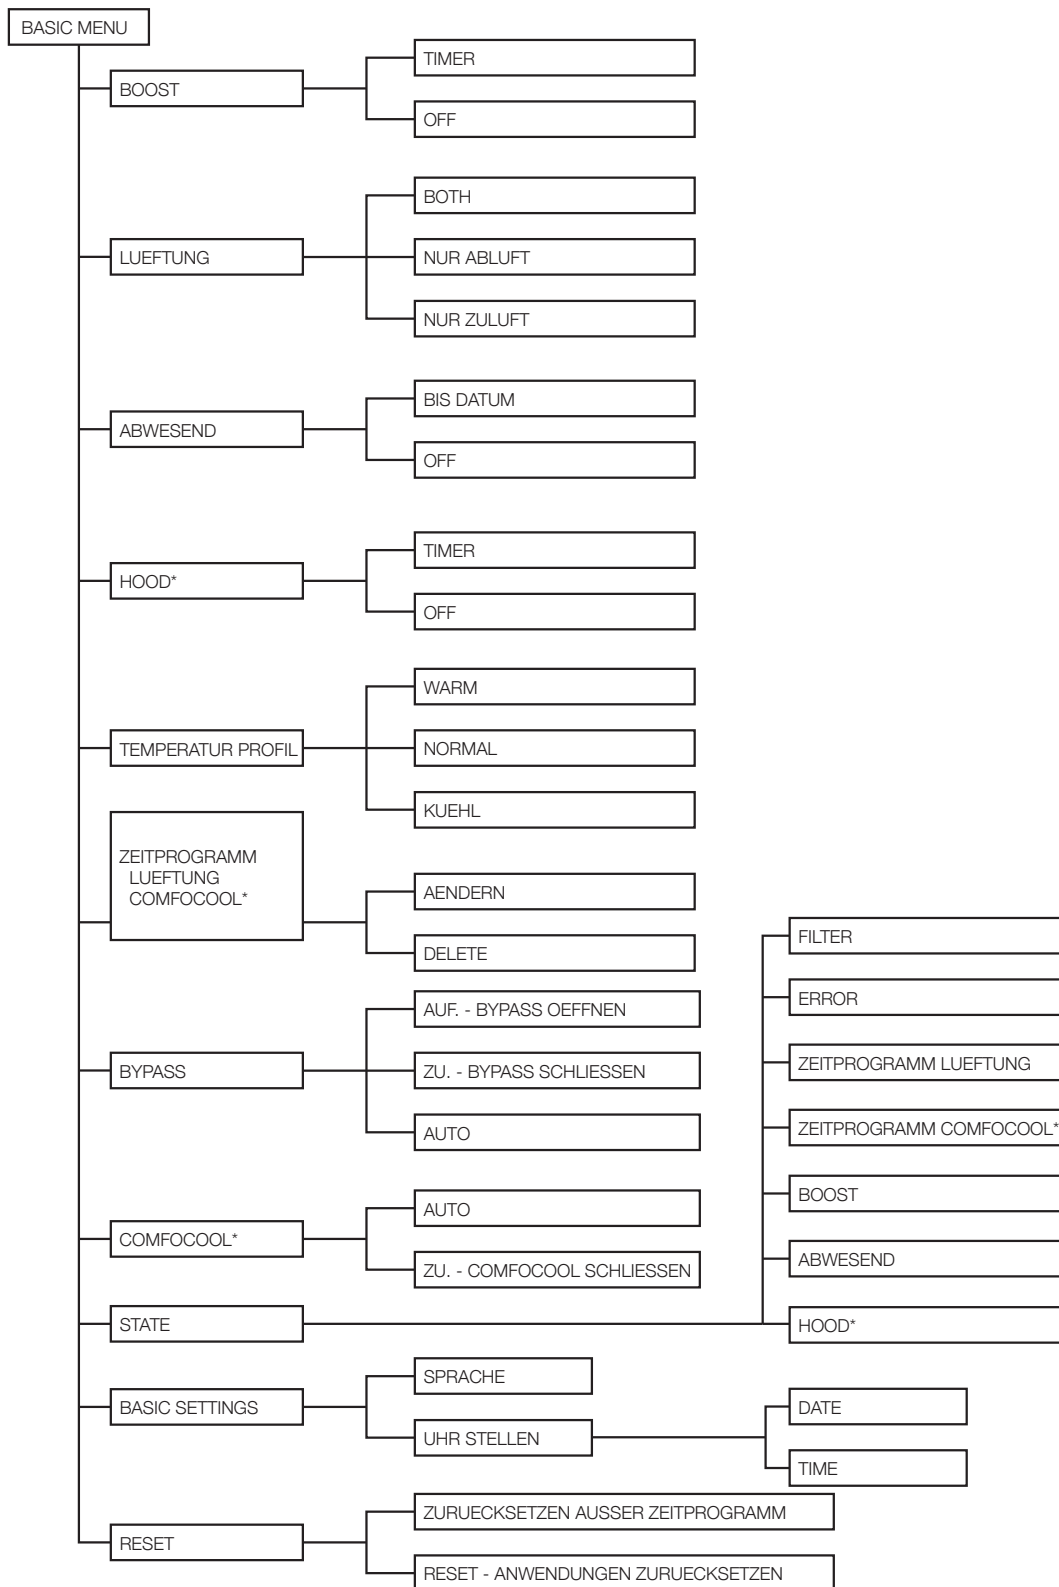 BASIC MENU
BOOST
TIMER
OFF
LUEFTUNG
BOTH
NUR ABLUFT
NUR ZULUFT
ABWESEND
BIS DATUM
OFF
HOOD*
TIMER
OFF
TEMPERATUR PROFIL
WARM
NORMAL
KUEHL
ZEITPROGRAMM
LUEFTUNG
COMFOCOOL*
AENDERN
DELETE
BYPASS
AUF. - BYPASS OEFFNEN
ZU. - BYPASS SCHLIESSEN
AUTO
COMFOCOOL*
AUTO
ZU. - COMFOCOOL SCHLIESSEN
STATE
FILTER
ERROR
ZEITPROGRAMM LUEFTUNG
ZEITPROGRAMM COMFOCOOL*
BOOST
ABWESEND
HOOD*
BASIC SETTINGS
SPRACHE
UHR STELLEN
DATE
TIME
RESET
ZURUECKSETZEN AUSSER ZEITPROGRAMM
RESET - ANWENDUNGEN ZURUECKSETZEN